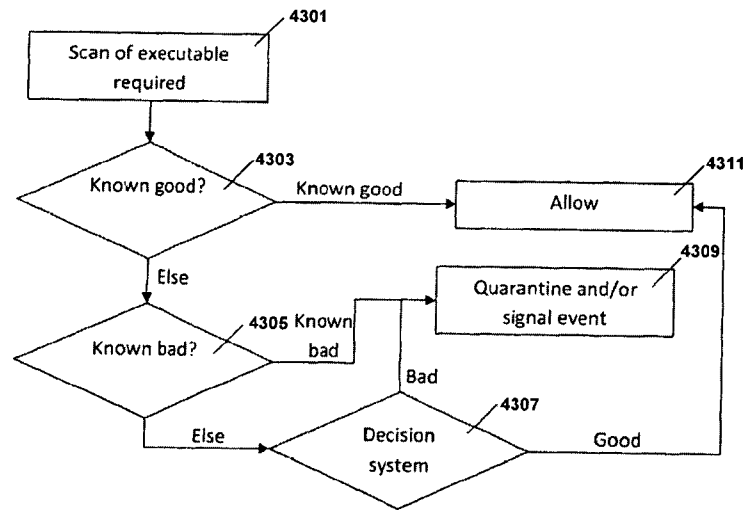 4301
Scan of executable
required
4303
Known good?
Known good
4311
Allow
Else
4309
Quarantine and/or
signal event
4305
Known bad?
Known
bad
Bad
4307
Else
Decision
system
Good